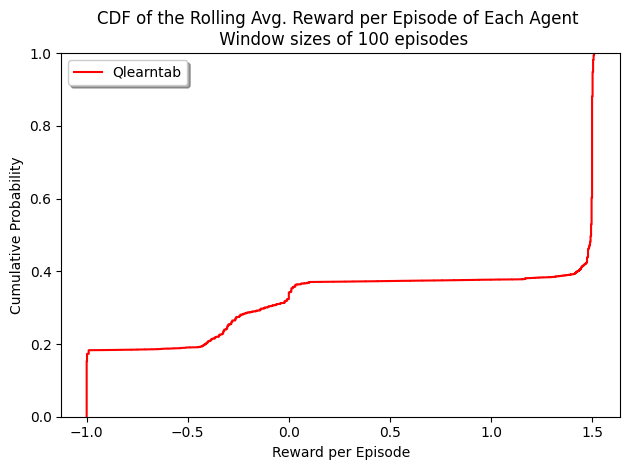 CDF of the Rolling Avg. Reward per Episode of Each Agent
Window sizes of 100 episodes
Qlearntab
Cumulative Probability
1.0
0.8
0.6
0.4
0.2
0.0
−1.0 −0.5 0.0 0.5 1.0 1.5
Reward per Episode